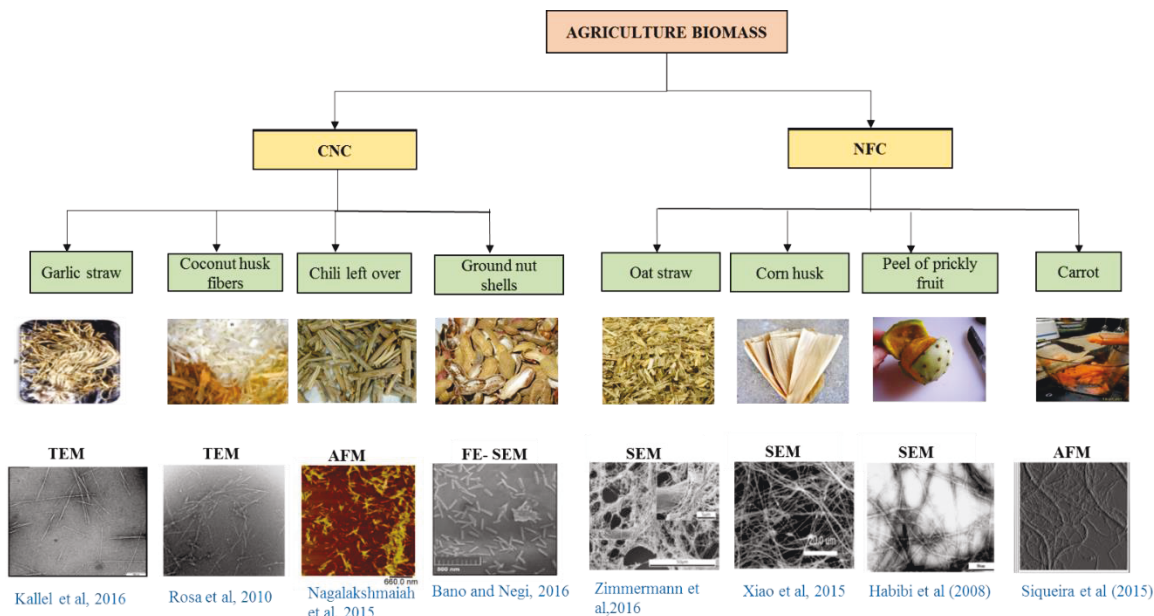 AGRICULTURE BIOMASS
CNC
NFC
Garlic straw
Coconut husk
fibers
Chili left over
Ground nut
shells
Oat straw
Corn husk
Peel of prickly
fruit
Carrot
TEM
TEM
AFM
FE- SEM
SEM
SEM
SEM
AFM
660.0 nm
Kallel et al, 2016
Rosa et al, 2010
Nagalakshmaiah
et al, 2015
Bano and Negi, 2016
Zimmermann et
al,2016
Xiao et al, 2015
Habibi et al (2008)
Siqueira et al (2015)